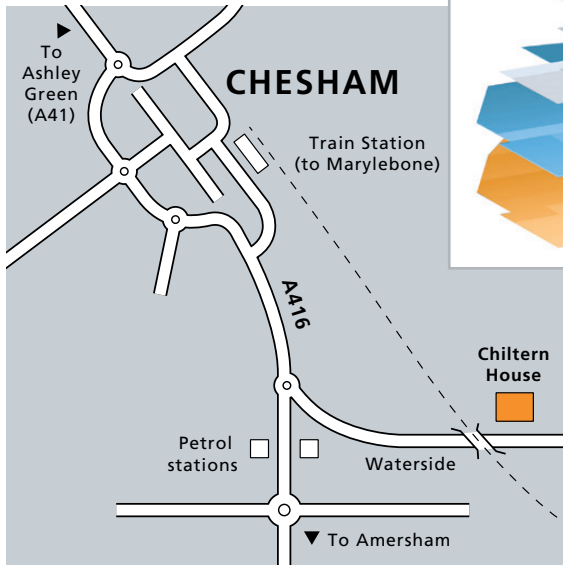 To
Ashley
Green
(A41)
CHESHAM
Train Station
(to Marylebone)
A416
Chiltern
House
Petrol
stations
Waterside
To Amersham